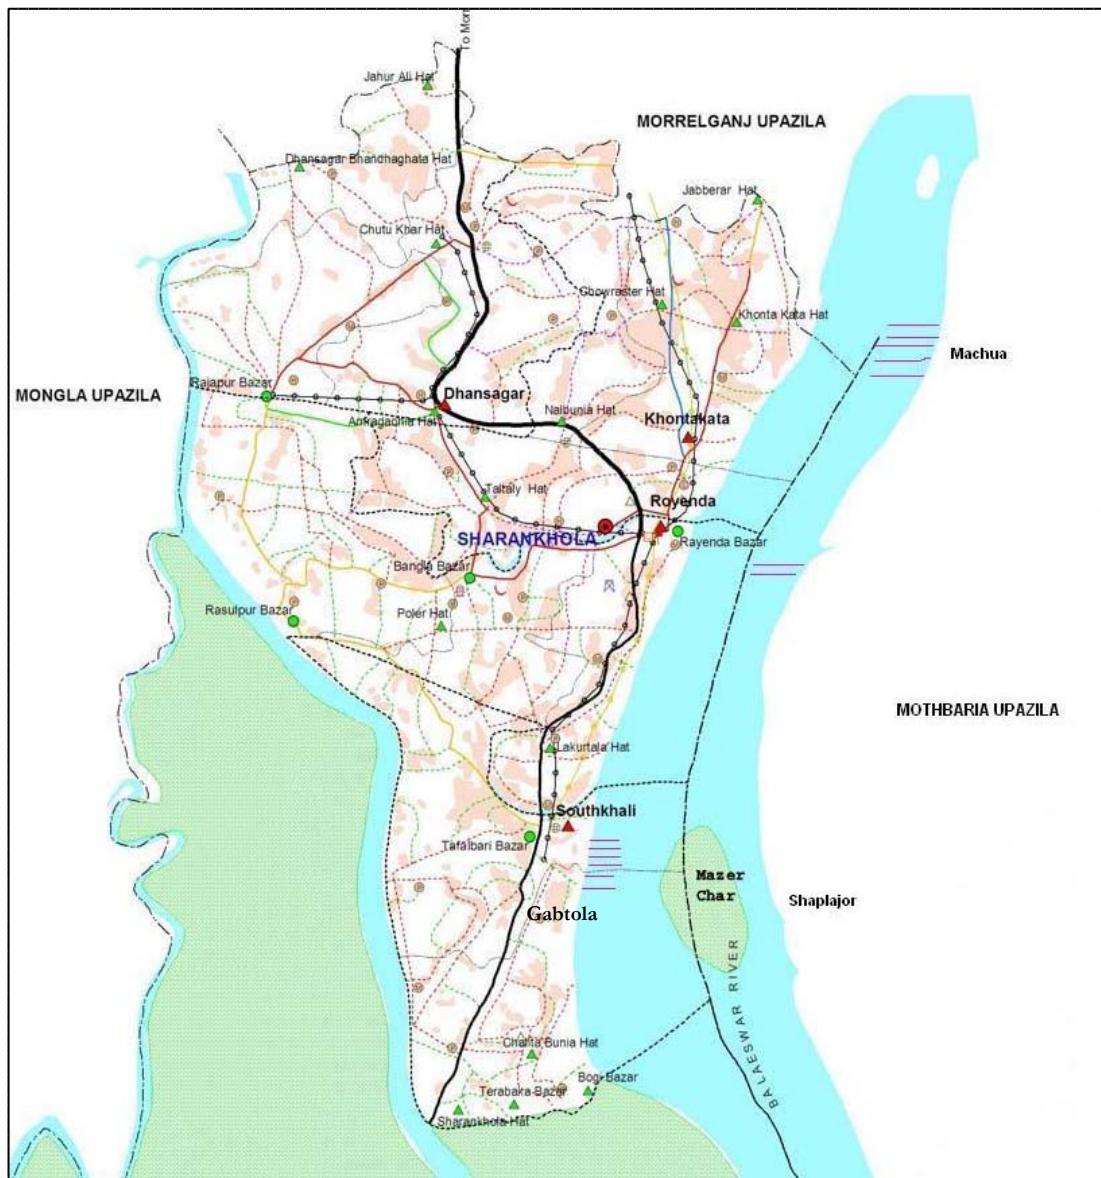 To Mon
Jahur Ali Hat
MORRELGANJ UPAZILA
Dhansagar Bhandhaghata Hat
Jabberar Hat
Chutu Khar Hat
Ghowraster Hat
Khonta Kata Hat
Machua
Rajapur Bazar
MONGLA UPAZILA
Dhansagar
Amragachia Hat
Nalbunia Hat
Khontakata
Taltaly Hat
Royenda
SHARANKHOLA
Rayenda Bazar
Bangla Bazar
Rasulpur Bazar
Poler Hat
MOTHBARIA UPAZILA
Lakurtala Hat
Southkhali
Tafalbari Bazar
Mazer
Char
Shaplajor
Gabtola
BALAESWAR RIVER
Chalita Bunia Hat
Bogi Bazar
Terabaka Bazar
Sharankhola Hat